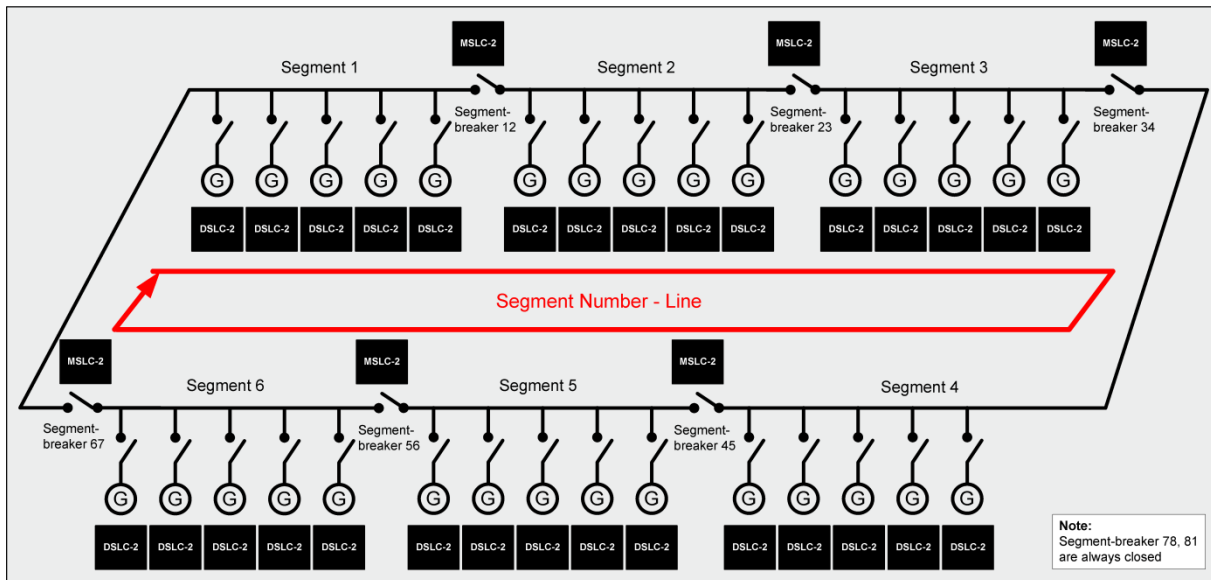 MSLC-2 MSLC-2 MSLC-2
Segment 1 Segment 2 Segment 3
Segment-
breaker 12
Segment-
breaker 23
Segment-
breaker 34
G G G G G G G G G G G G G G G
DSLC-2 DSLC-2 DSLC-2 DSLC-2 DSLC-2 DSLC-2 DSLC-2 DSLC-2 DSLC-2 DSLC-2 DSLC-2 DSLC-2 DSLC-2 DSLC-2 DSLC-2
Segment Number - Line
MSLC-2 MSLC-2 MSLC-2
Segment 6 Segment 5 Segment 4
Segment-
breaker 67
Segment-
breaker 56
Segment-
breaker 45
G G G G G G G G G G G G G G G
DSLC-2 DSLC-2 DSLC-2 DSLC-2 DSLC-2 DSLC-2 DSLC-2 DSLC-2 DSLC-2 DSLC-2 DSLC-2 DSLC-2 DSLC-2 DSLC-2 DSLC-2
Note:
Segment-breaker 78, 81
are always closed